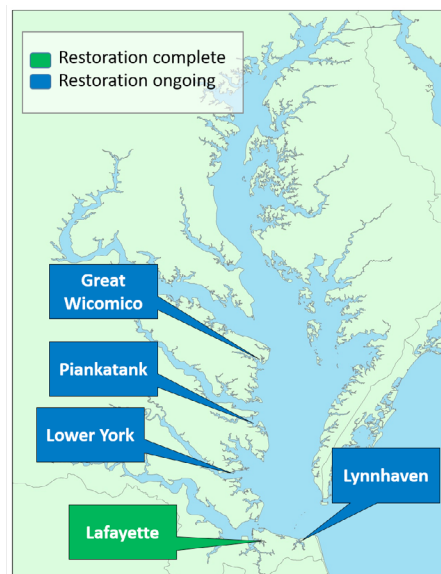 Restoration complete
Restoration ongoing
Great
Wicomico
Piankatank
Lower York
Lynnhaven
Lafayette